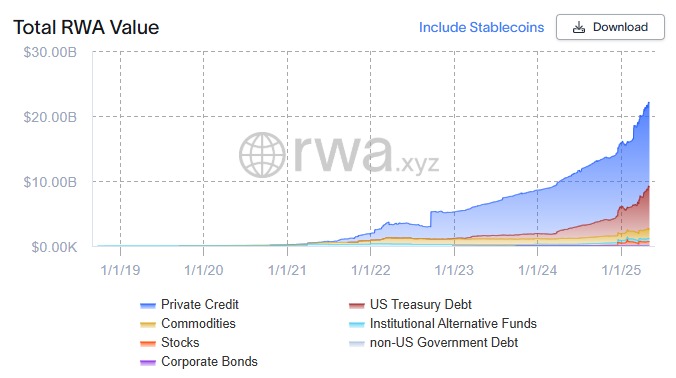 Total RWA Value
Include Stablecoins
Download
$30.00B
$20.00B
$10.00B
$0.00K
rwa.xyz
1/1/19 1/1/20 1/1/21 1/1/22 1/1/23 1/1/24 1/1/25
Private Credit
US Treasury Debt
Commodities
Institutional Alternative Funds
Stocks
non-US Government Debt
Corporate Bonds